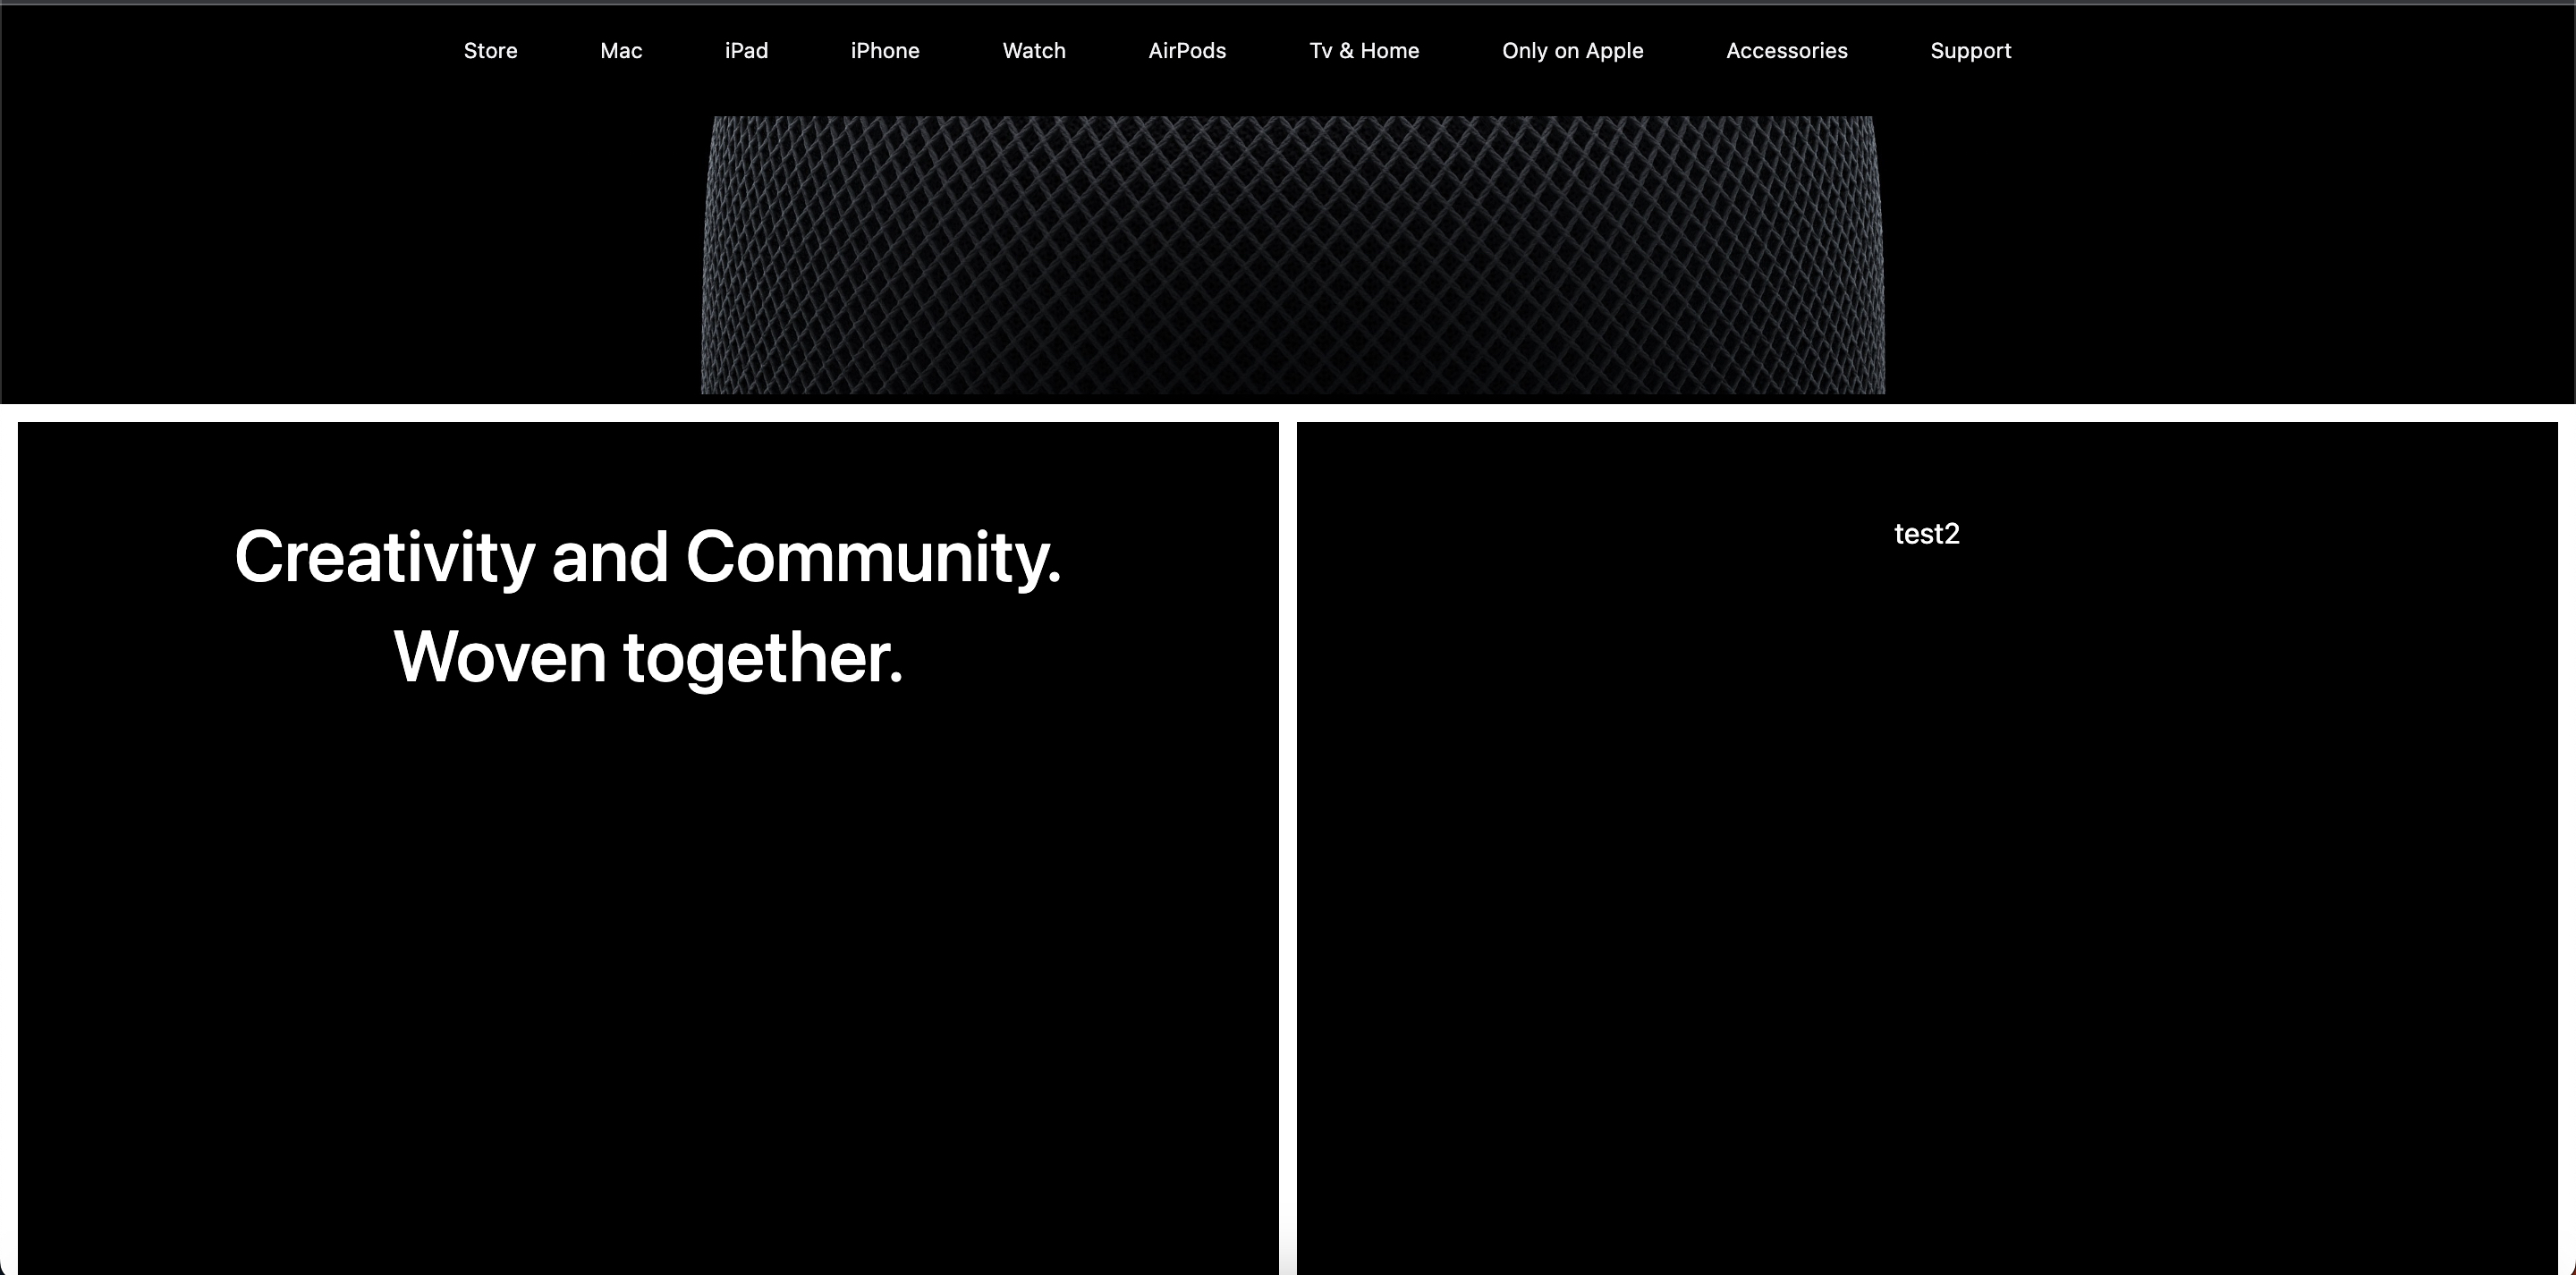 Store Mac iPad iPhone Watch AirPods Tv & Home Only on Apple Accessories Support
Creativity and Community.
Woven together.
test2